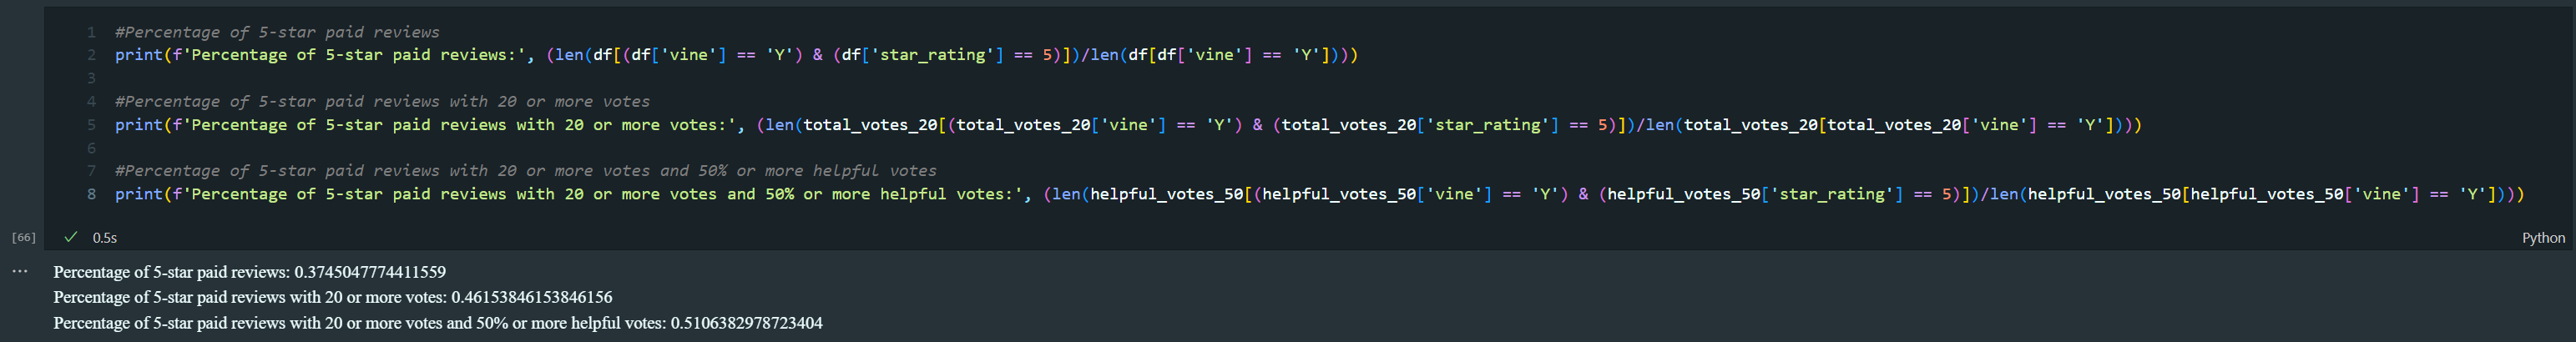 1 #Percentage of 5-star paid reviews
2 print(f'Percentage of 5-star paid reviews:', (len(df[(df['vine'] == 'Y') & (df['star_rating'] == 5)])/len(df[df['vine'] == 'Y'])))
3
4 #Percentage of 5-star paid reviews with 20 or more votes
5 print(f'Percentage of 5-star paid reviews with 20 or more votes:', (len(total_votes_20[(total_votes_20['vine'] == 'Y') & (total_votes_20['star_rating'] == 5)])/len(total_votes_20[total_votes_20['vine'] == 'Y'])))
6
7 #Percentage of 5-star paid reviews with 20 or more votes and 50% or more helpful votes
8 print(f'Percentage of 5-star paid reviews with 20 or more votes and 50% or more helpful votes:', (len(helpful_votes_50[(helpful_votes_50['vine'] == 'Y') & (helpful_votes_50['star_rating'] == 5)])/len(helpful_votes_50[helpful_votes_50['vine'] == 'Y'])))
[66] ✓ 0.5s Python
... Percentage of 5-star paid reviews: 0.3745047774411559
Percentage of 5-star paid reviews with 20 or more votes: 0.46153846153846156
Percentage of 5-star paid reviews with 20 or more votes and 50% or more helpful votes: 0.5106382978723404